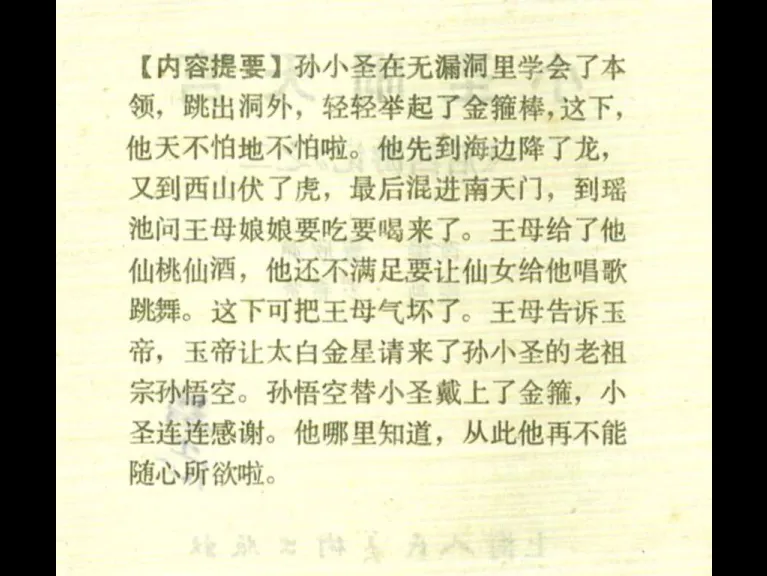 【内容提要】孙小圣在无漏洞里学会了本
领，跳出洞外，轻轻举起了金箍棒，这下，
他天不怕地不怕啦。他先到海边降了龙，
又到西山伏了虎，最后混进南天门，到瑶
池问王母娘娘要吃要喝来了。王母给了他
仙桃仙酒，他还不满足要让仙女给他唱歌
跳舞。这下可把王母气坏了。王母告诉玉
帝，玉帝让太白金星请来了孙小圣的老祖
宗孙悟空。孙悟空替小圣戴上了金箍，小
圣连连感谢。他哪里知道，从此他再不能
随心所欲啦。